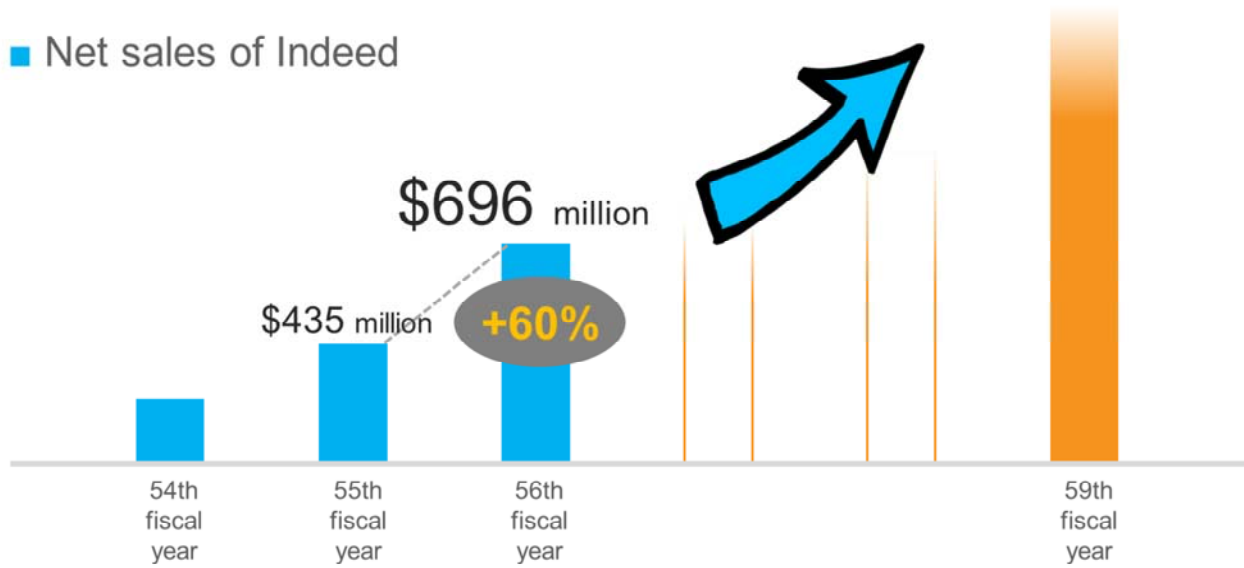 Net sales of Indeed
$696 million
$435 million
+60%
54th
fiscal
year
55th
fiscal
year
56th
fiscal
year
59th
fiscal
year